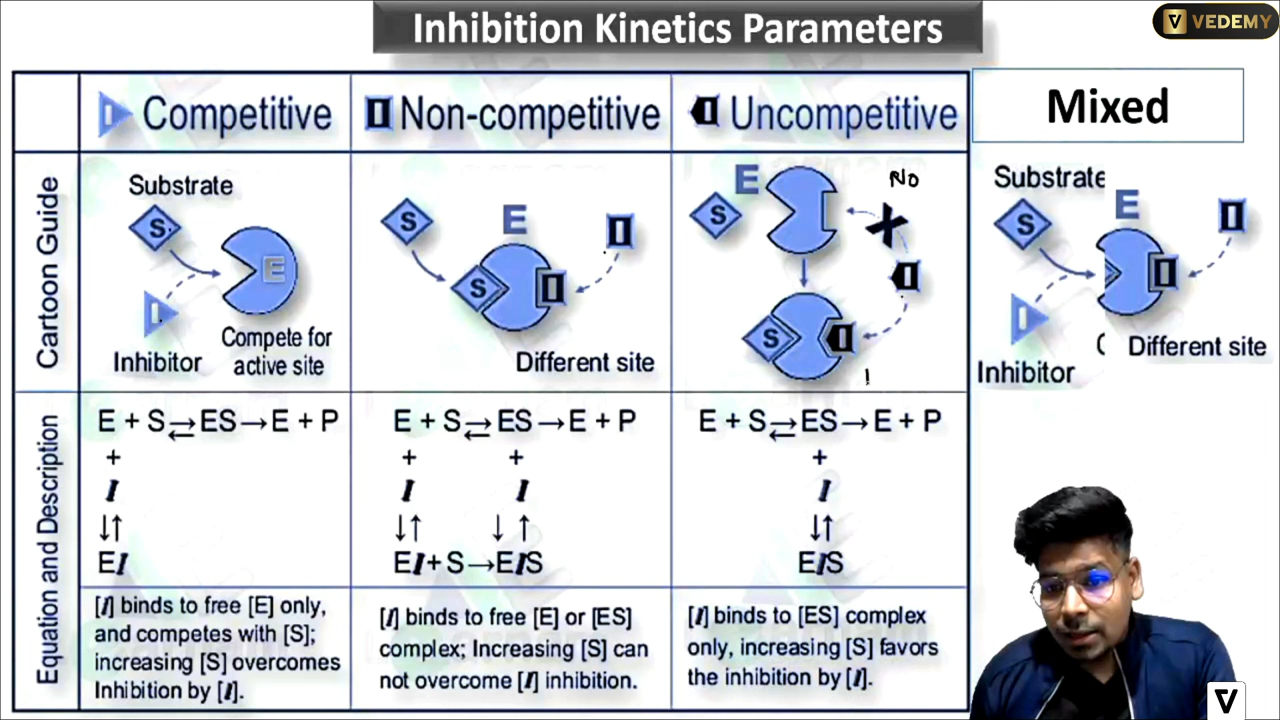 Inhibition Kinetics Parameters
V VEDEMY
Competitive
Non-competitive
Uncompetitive
Mixed
Cartoon Guide
Substrate
S
E
I
Inhibitor
Compete for
active site
S
E
I
S
I
Different site
E
S
No
I
S
I
Substrate
S
E
I
I
I
Different site
Inhibitor
Equation and Description
E + S⇌ES→E + P
+
I
↓↑
EI
E + S⇌ES→E + P
+ +
I I
↓↑ ↓↑
EI+S→EIS
E + S⇌ES→E + P
+
I
↓↑
EIS
[I] binds to free [E] only,
and competes with [S];
increasing [S] overcomes
Inhibition by [I].
[I] binds to free [E] or [ES]
complex; Increasing [S] can
not overcome [I] inhibition.
[I] binds to [ES] complex
only, increasing [S] favors
the inhibition by [I].
V